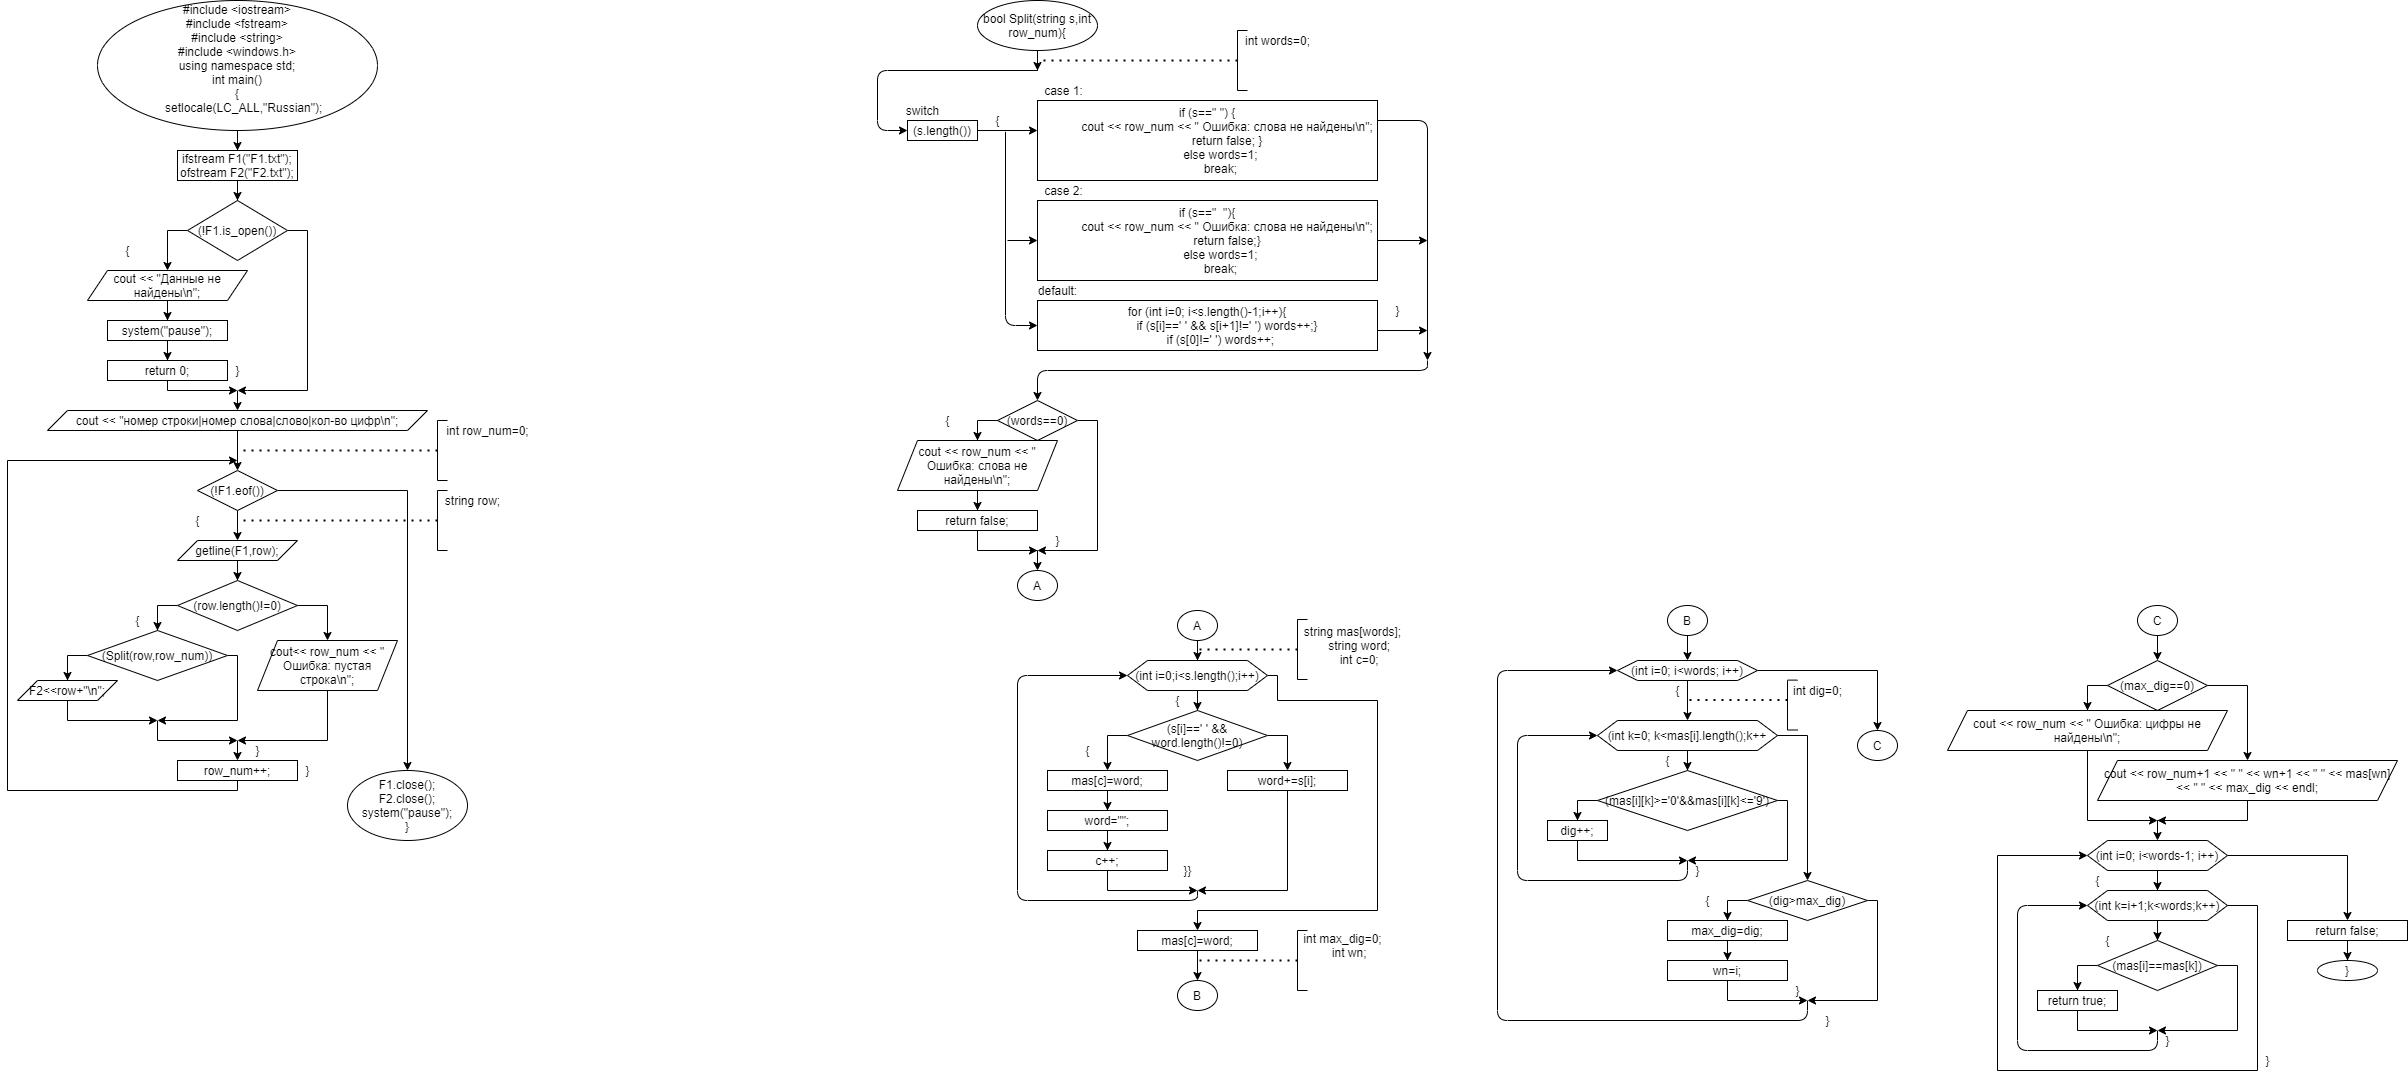 #include <iostream>
#include <fstream>
#include <string>
#include <windows.h>
using namespace std;
int main()
{
setlocale(LC_ALL,"Russian");
ifstream F1("F1.txt");
ofstream F2("F2.txt");
(!F1.is_open())
{
cout << "Данные не
найдены\n";
system("pause");
return 0;
}
cout << "номер строки|номер слова|слово|кол-во цифр\n";
int row_num=0;
(!F1.eof())
string row;
{
getline(F1,row);
(row.length()!=0)
{
(Split(row,row_num))
cout<< row_num << "
Ошибка: пустая
строка\n";
F2<<row+"\n";
}
row_num++;
}
F1.close();
F2.close();
system("pause");
}
bool Split(string s,int
row_num){
int words=0;
switch
(s.length())
{
case 1:
if (s==" ") {
cout << row_num << " Ошибка: слова не найдены\n";
return false; }
else words=1;
break;
case 2:
if (s=="  "){
cout << row_num << " Ошибка: слова не найдены\n";
return false;}
else words=1;
break;
default:
for (int i=0; i<s.length()-1;i++){
if (s[i]==' ' && s[i+1]!=' ') words++;}
if (s[0]!=' ') words++;
}
(words==0)
{
cout << row_num << "
Ошибка: слова не
найдены\n";
return false;
}
A
A
string mas[words];
string word;
int c=0;
(int i=0;i<s.length();i++)
{
(s[i]==' ' &&
word.length()!=0)
{
mas[c]=word;
word+=s[i];
word="";
c++;
}}
mas[c]=word;
int max_dig=0;
int wn;
B
B
(int i=0; i<words; i++)
{
int dig=0;
(int k=0; k<mas[i].length();k++
C
{
(mas[i][k]>='0'&&mas[i][k]<='9')
dig++;
}
(dig>max_dig)
{
max_dig=dig;
wn=i;
}
}
C
(max_dig==0)
cout << row_num << " Ошибка: цифры не
найдены\n";
cout << row_num+1 << " " << wn+1 << " " << mas[wn]
<< " " << max_dig << endl;
(int i=0; i<words-1; i++)
{
(int k=i+1;k<words;k++)
return false;
{
(mas[i]==mas[k])
}
return true;
}
}